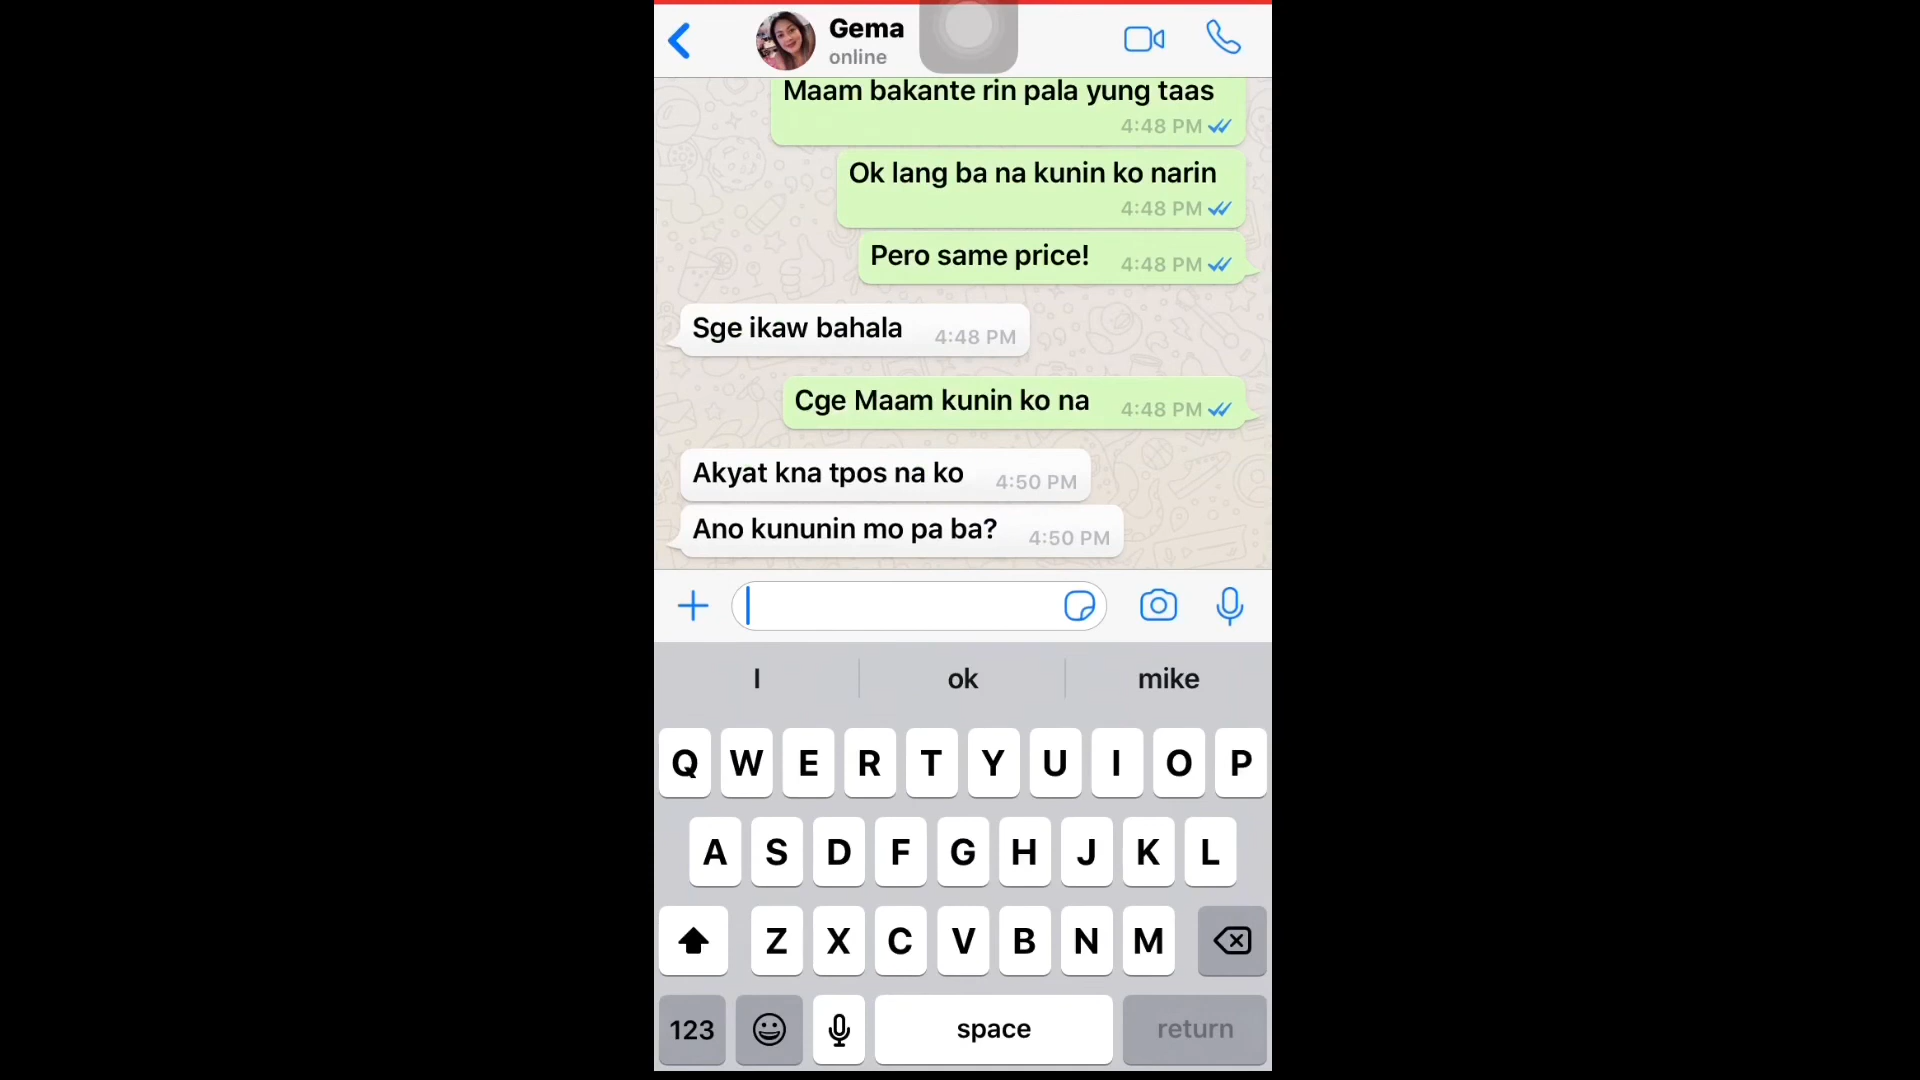 Gema
online
Maam bakante rin pala yung taas
4:48 PM
Ok lang ba na kunin ko narin
4:48 PM
Pero same price! 4:48 PM
Sge ikaw bahala 4:48 PM
Cge Maam kunin ko na 4:48 PM
Akyat kna tpos na ko 4:50 PM
Ano kununin mo pa ba? 4:50 PM
I ok mike
Q W E R T Y U I O P
A S D F G H J K L
Z X C V B N M
123 space return